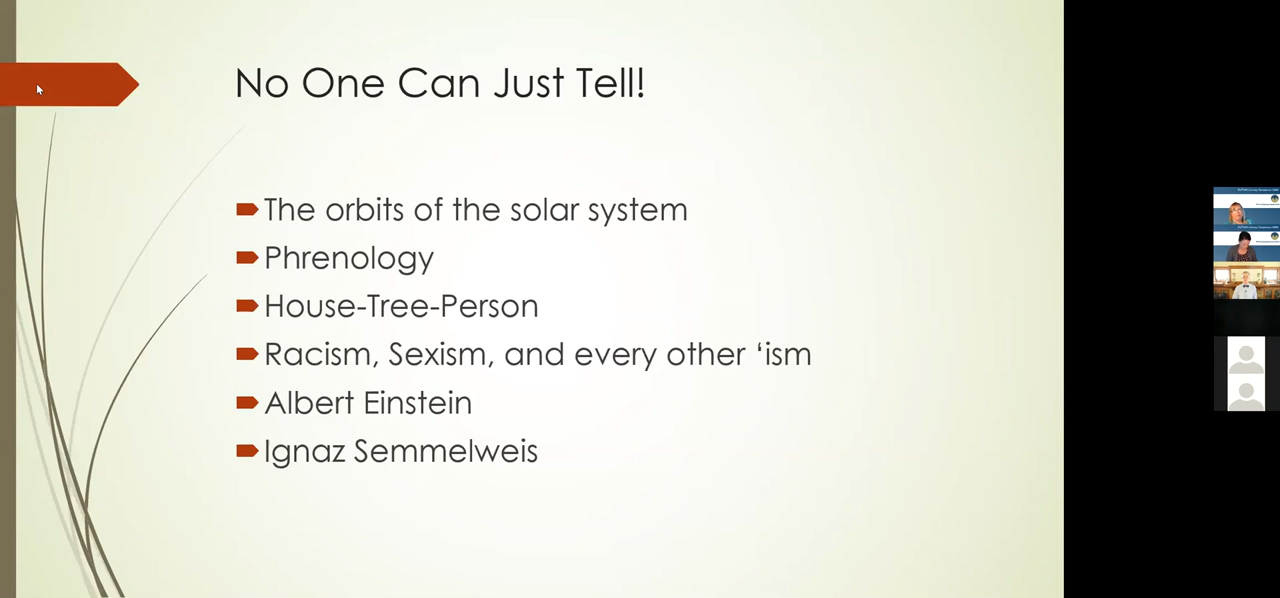 No One Can Just Tell!
The orbits of the solar system
Phrenology
House-Tree-Person
Racism, Sexism, and every other ‘ism
Albert Einstein
Ignaz Semmelweis